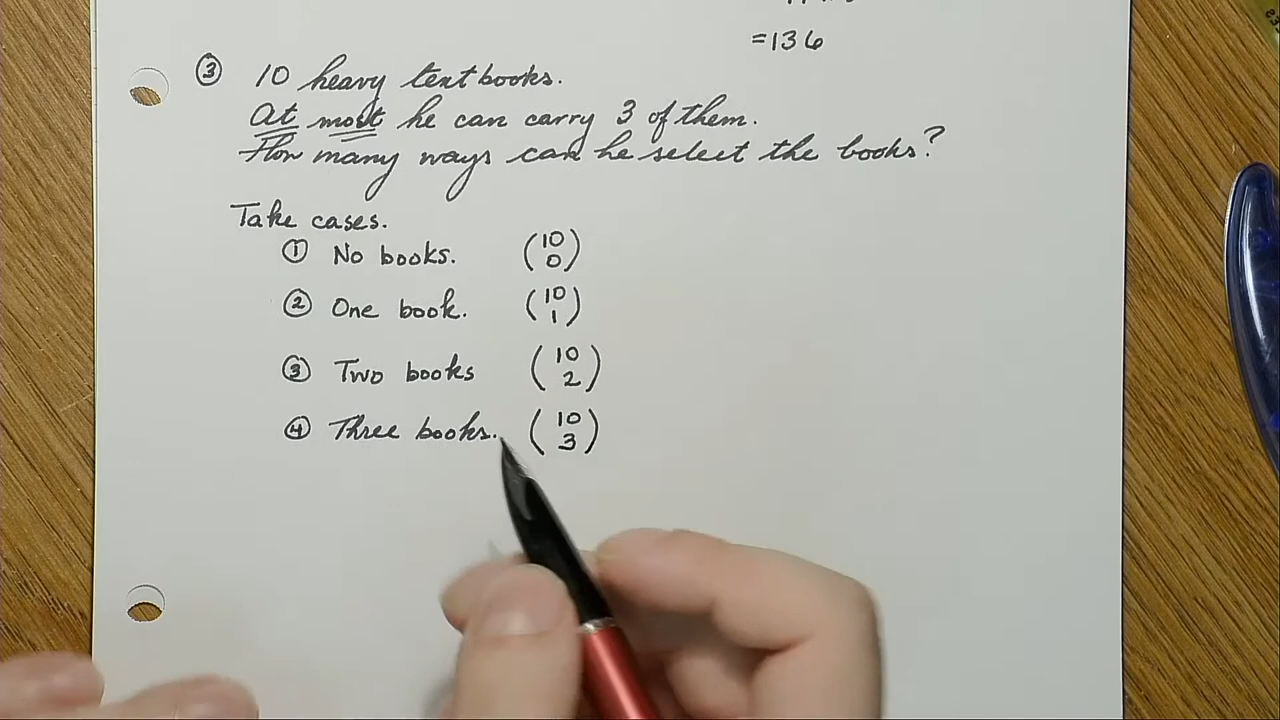 =136
③ 10 heavy textbooks.
At most he can carry 3 of them.
How many ways can he select the books?
Take cases.
① No books. (10 0)
② One book. (10 1)
③ Two books (10 2)
④ Three books. (10 3)